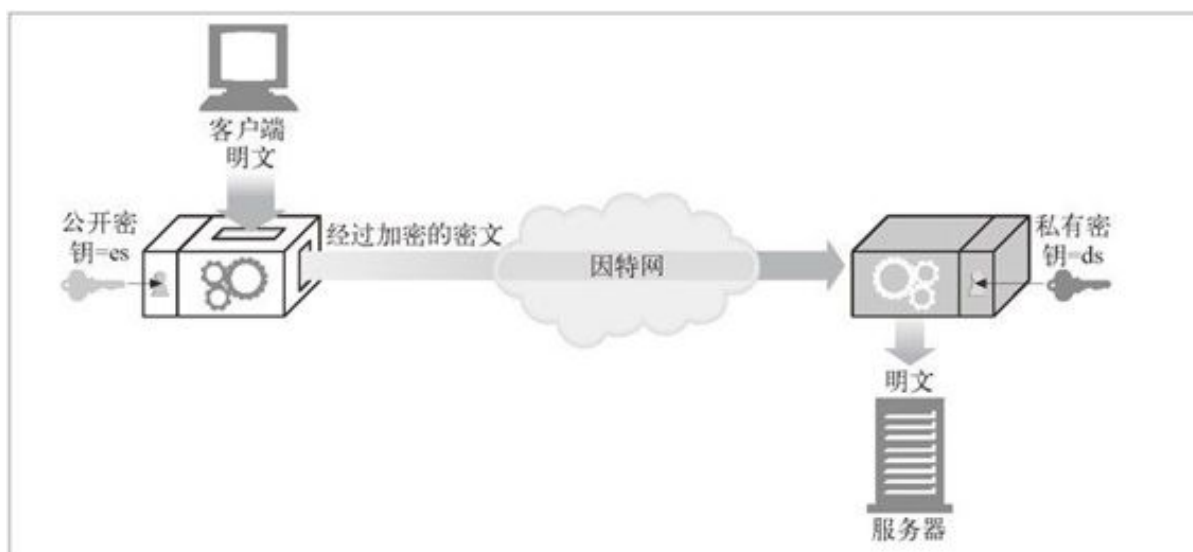 客户端
明文
公开密
钥=es
经过加密的密文
因特网
私有密
钥=ds
明文
服务器